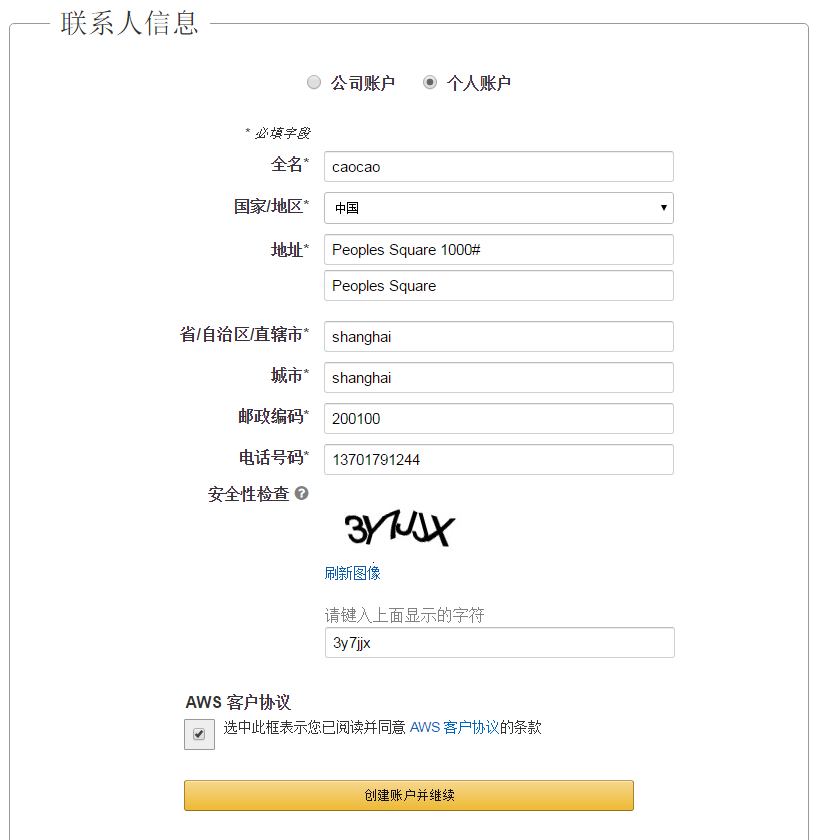 联系人信息
公司账户 个人账户
* 必填字段
全名* caocao
国家/地区* 中国
地址* Peoples Square 1000#
Peoples Square
省/自治区/直辖市* shanghai
城市* shanghai
邮政编码* 200100
电话号码* 13701791244
安全性检查 ?
3Y7JJX
刷新图像
请键入上面显示的字符
3y7jjx
AWS 客户协议
选中此框表示您已阅读并同意 AWS 客户协议的条款
创建账户并继续